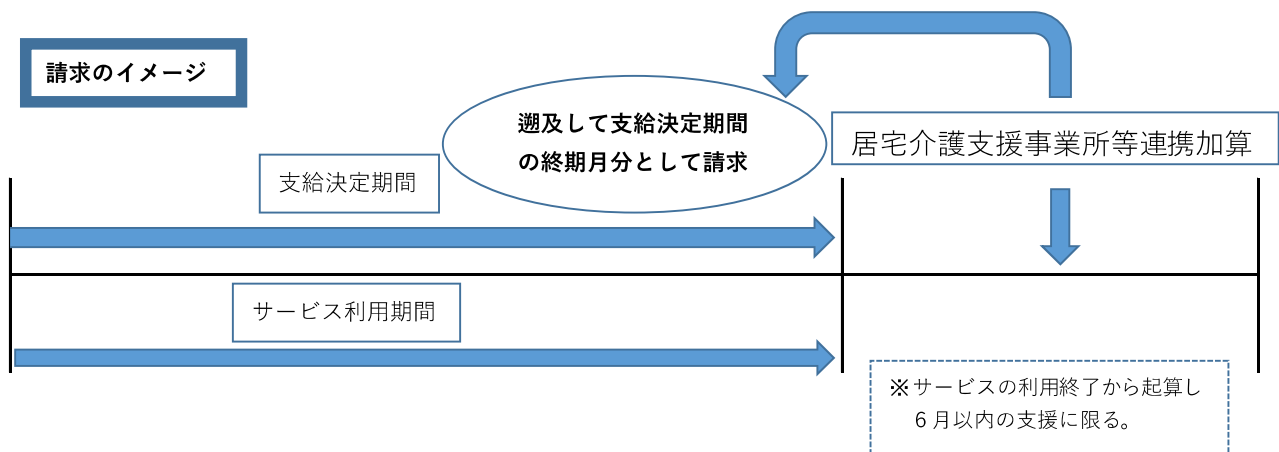 請求のイメージ
遡及して支給決定期間
の終期月分として請求
居宅介護支援事業所等連携加算
支給決定期間
サービス利用期間
※サービスの利用終了から起算し
６月以内の支援に限る。